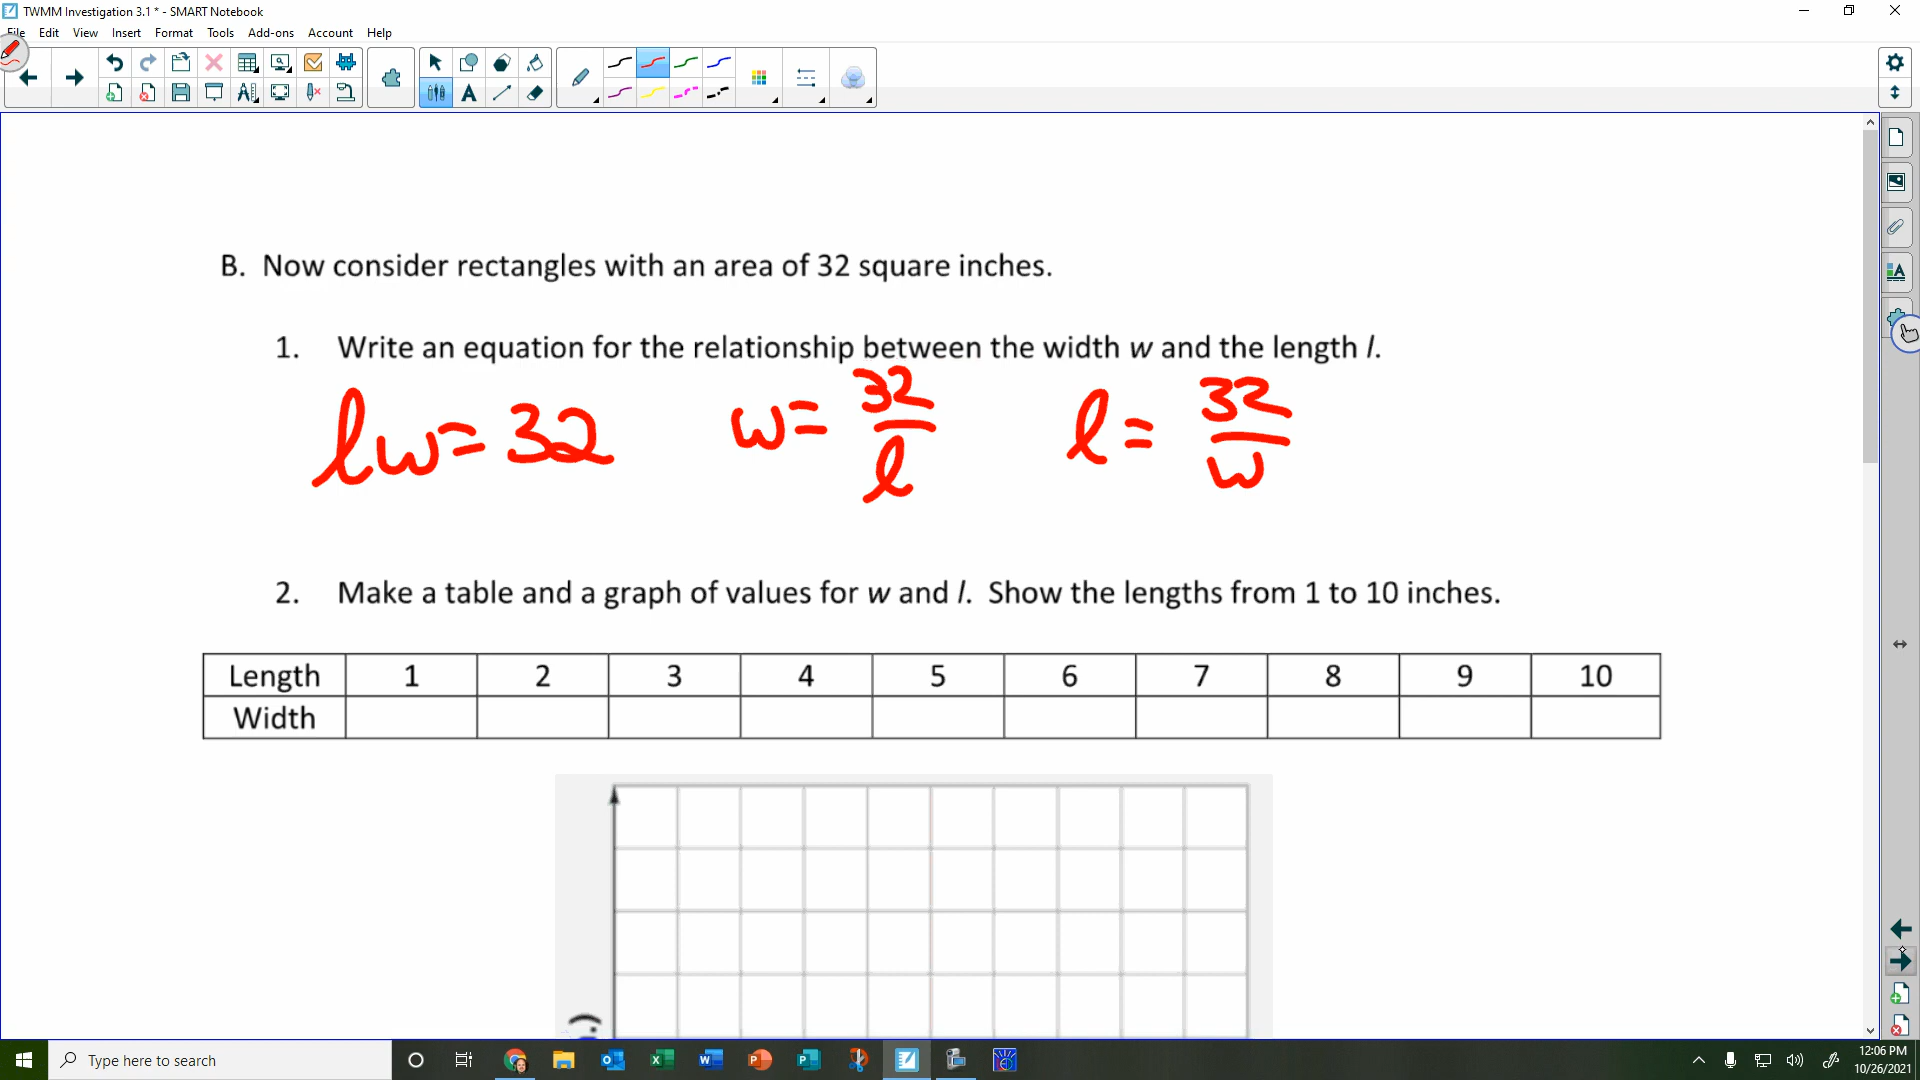 TWMM Investigation 3.1 * - SMART Notebook
File Edit View Insert Format Tools Add-ons Account Help
B. Now consider rectangles with an area of 32 square inches.
1. Write an equation for the relationship between the width w and the length l.
lw = 32 w = 32/l l = 32/w
2. Make a table and a graph of values for w and l. Show the lengths from 1 to 10 inches.
Length 1 2 3 4 5 6 7 8 9 10
Width
Type here to search
12:06 PM
10/26/2021